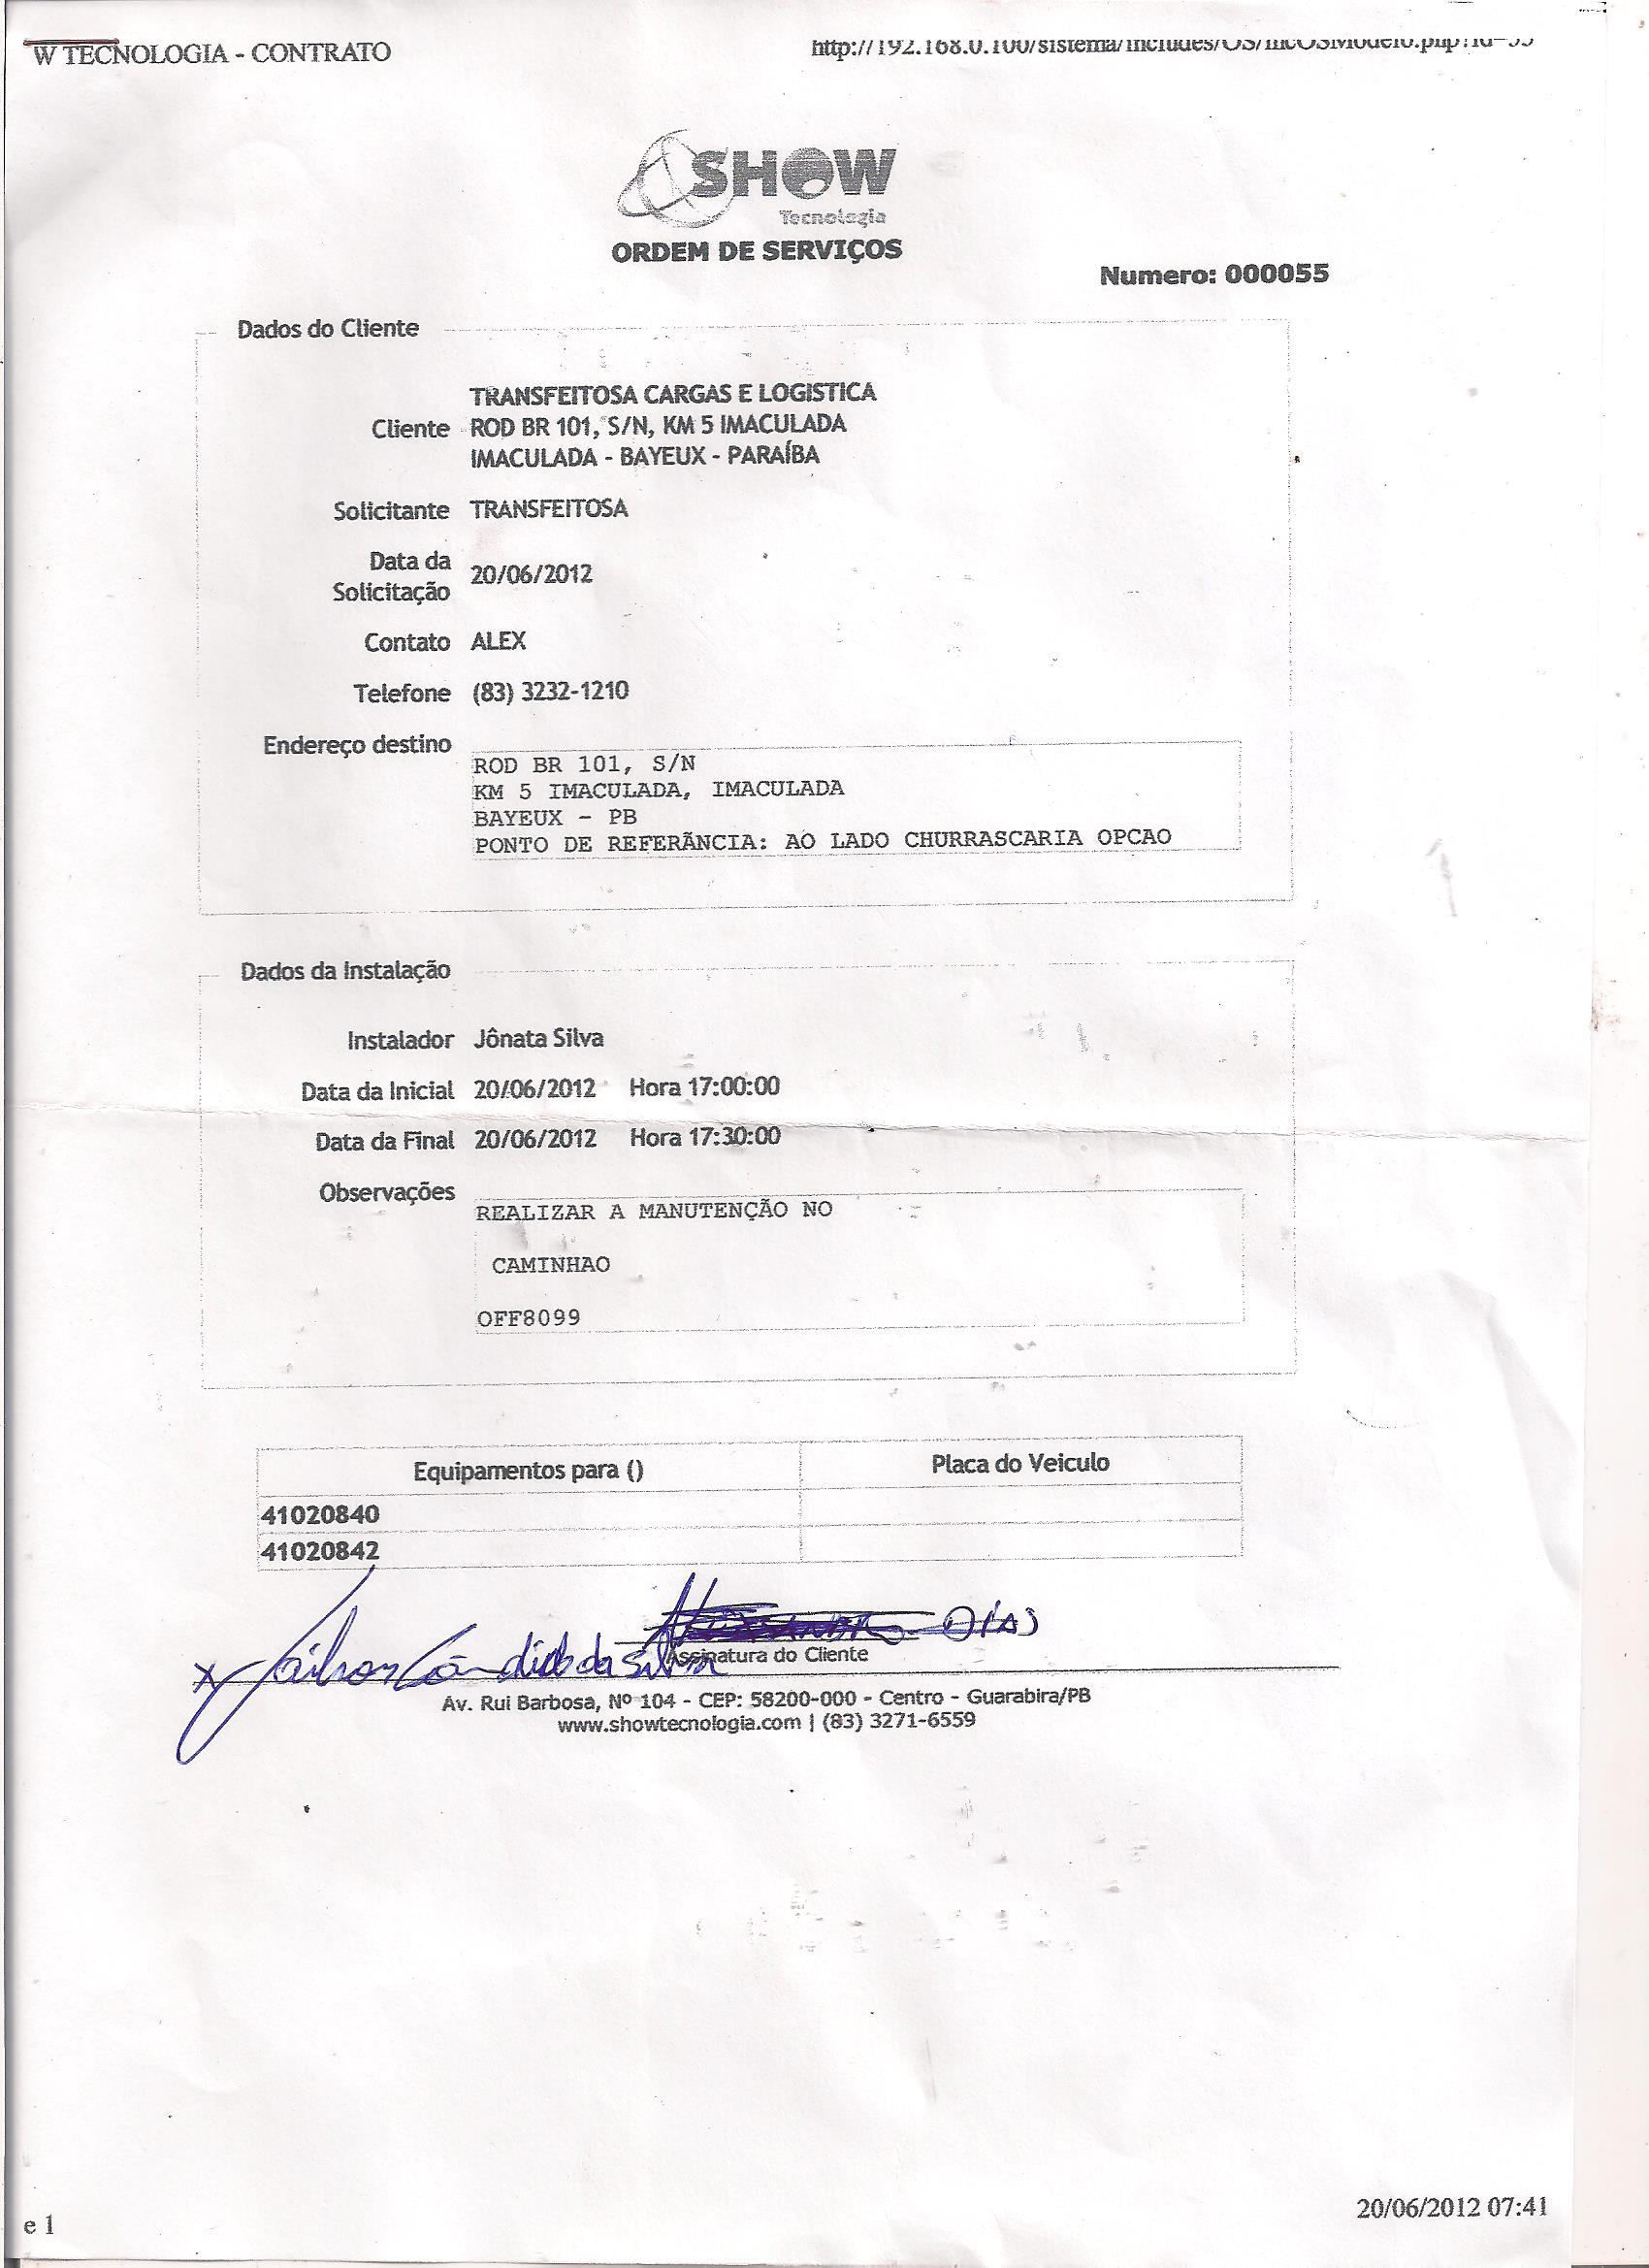 W TECNOLOGIA - CONTRATO
http://192.168.0.100/sistema/includes/OS/incOSModelo.php?id=55
SHOW
Tecnologia
ORDEM DE SERVIÇOS
Numero: 000055
Dados do Cliente
TRANSFEITOSA CARGAS E LOGISTICA
Cliente ROD BR 101, S/N, KM 5 IMACULADA
IMACULADA - BAYEUX - PARAÍBA
Solicitante TRANSFEITOSA
Data da
Solicitação 20/06/2012
Contato ALEX
Telefone (83) 3232-1210
Endereço destino
ROD BR 101, S/N
KM 5 IMACULADA, IMACULADA
BAYEUX - PB
PONTO DE REFERÃNCIA: AO LADO CHURRASCARIA OPCAO
Dados da Instalação
Instalador Jônata Silva
Data da Inicial 20/06/2012 Hora 17:00:00
Data da Final 20/06/2012 Hora 17:30:00
Observações
REALIZAR A MANUTENÇÃO NO
CAMINHAO
OFF8099
Equipamentos para () Placa do Veiculo
41020840
41020842
DIAS
x Jailson Cândido da Silva
Assinatura do Cliente
Av. Rui Barbosa, Nº 104 - CEP: 58200-000 - Centro - Guarabira/PB
www.showtecnologia.com | (83) 3271-6559
e 1
20/06/2012 07:41